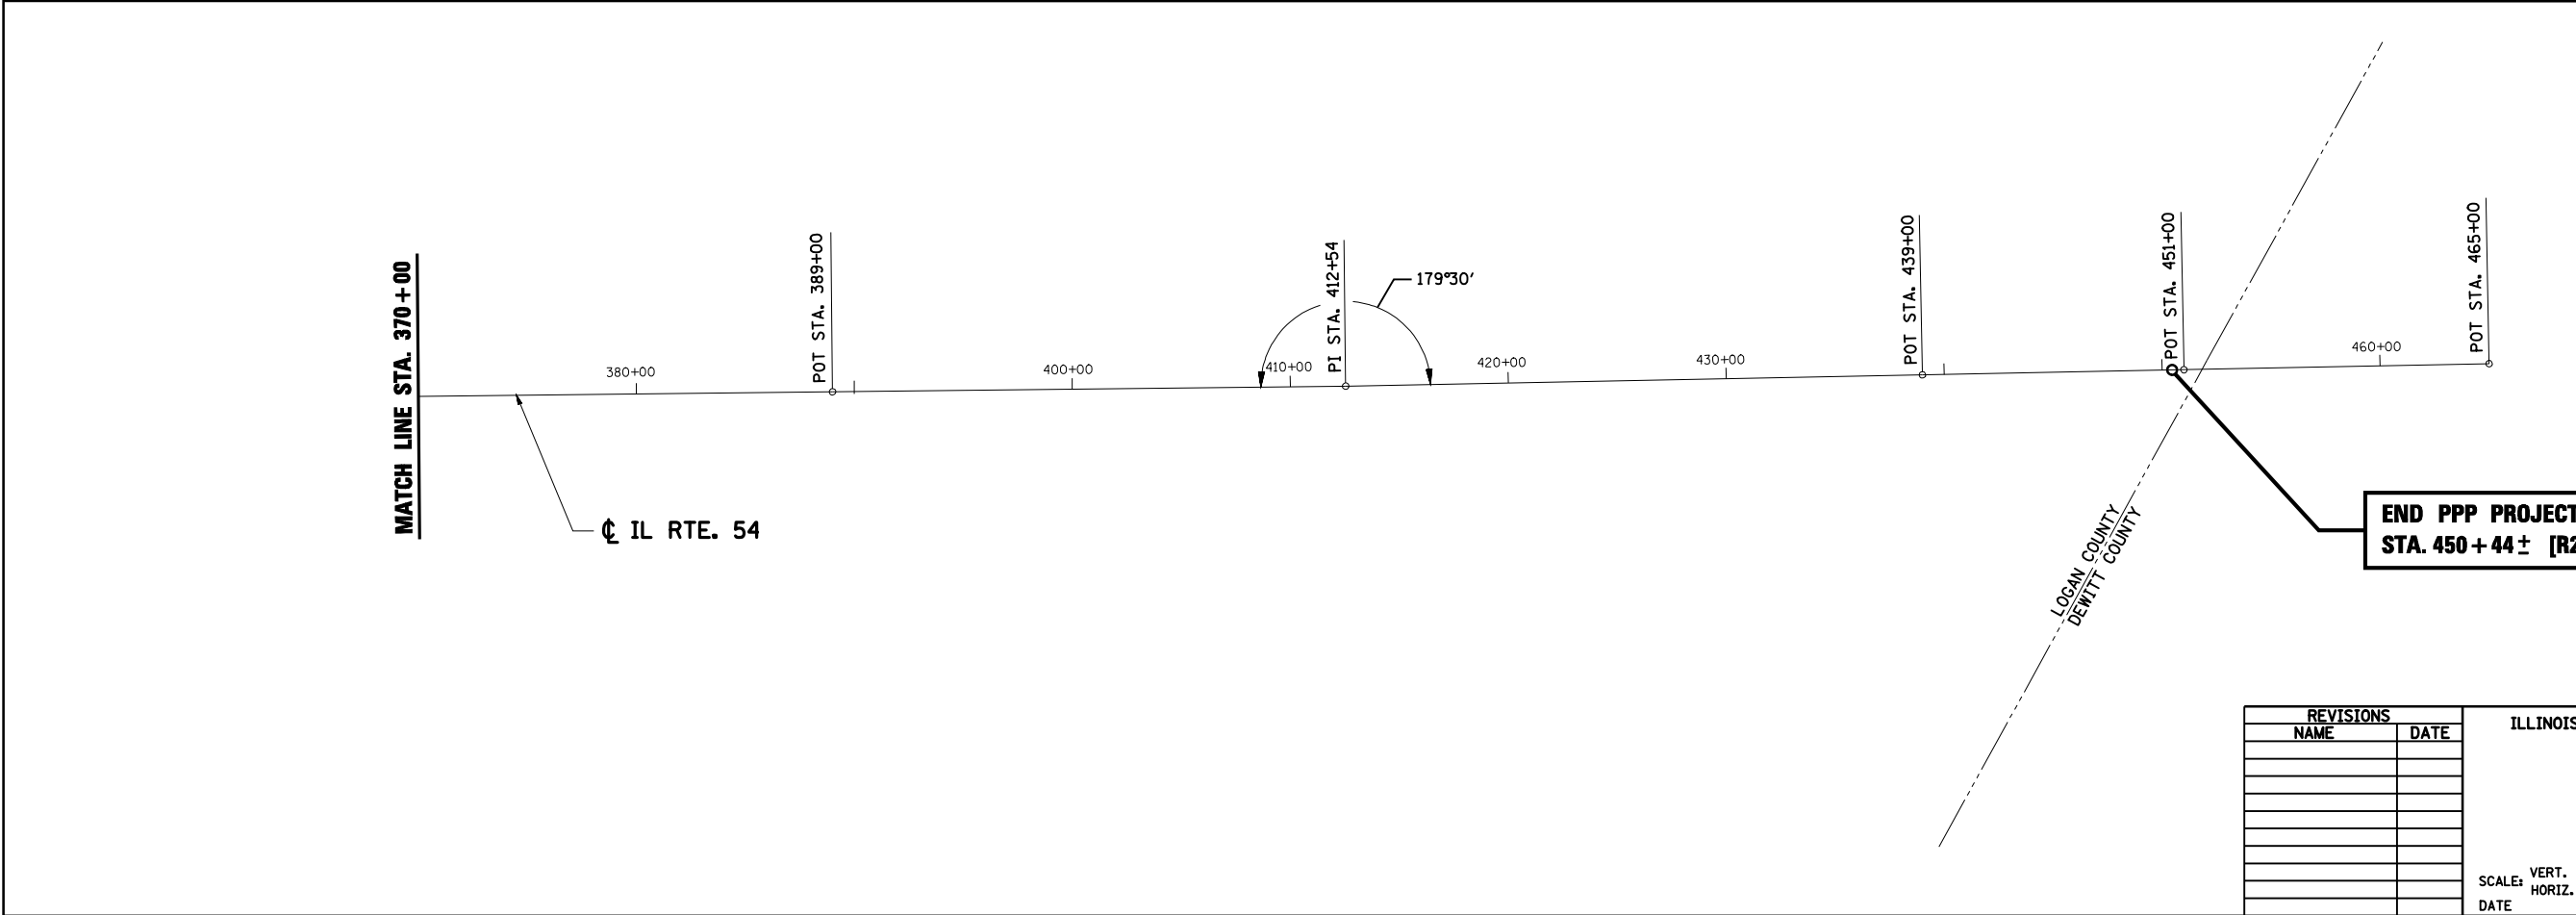 MATCH LINE STA. 370+00
380+00
POT STA. 389+00
400+00
410+00
PI STA. 412+54
179°30'
420+00
430+00
POT STA. 439+00
POT STA. 451+00
460+00
POT STA. 465+00
℄ IL RTE. 54
LOGAN COUNTY
DEWITT COUNTY
END PPP PROJECT
STA. 450+44± [R2
REVISIONS
NAME DATE
ILLINOIS
SCALE: VERT.
HORIZ.
DATE